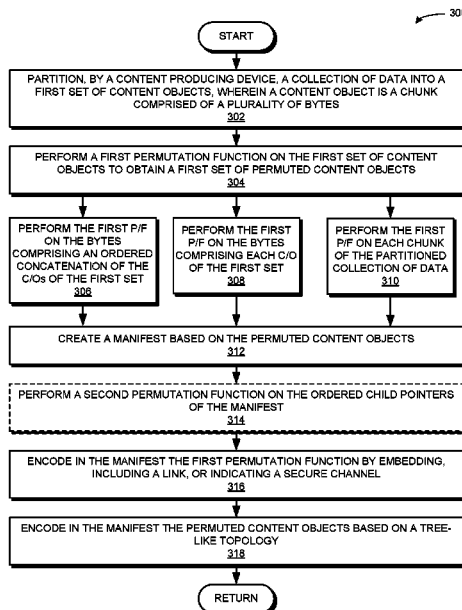 30
START
PARTITION, BY A CONTENT PRODUCING DEVICE, A COLLECTION OF DATA INTO A
FIRST SET OF CONTENT OBJECTS, WHEREIN A CONTENT OBJECT IS A CHUNK
COMPRISED OF A PLURALITY OF BYTES
302
PERFORM A FIRST PERMUTATION FUNCTION ON THE FIRST SET OF CONTENT
OBJECTS TO OBTAIN A FIRST SET OF PERMUTED CONTENT OBJECTS
304
PERFORM THE FIRST P/F
ON THE BYTES
COMPRISING AN ORDERED
CONCATENATION OF THE
C/Os OF THE FIRST SET
306
PERFORM THE FIRST
P/F ON THE BYTES
COMPRISING EACH C/O
OF THE FIRST SET
308
PERFORM THE FIRST
P/F ON EACH CHUNK
OF THE PARTITIONED
COLLECTION OF DATA
310
CREATE A MANIFEST BASED ON THE PERMUTED CONTENT OBJECTS
312
PERFORM A SECOND PERMUTATION FUNCTION ON THE ORDERED CHILD POINTERS
OF THE MANIFEST
314
ENCODE IN THE MANIFEST THE FIRST PERMUTATION FUNCTION BY EMBEDDING,
INCLUDING A LINK, OR INDICATING A SECURE CHANNEL
316
ENCODE IN THE MANIFEST THE PERMUTED CONTENT OBJECTS BASED ON A TREE-
LIKE TOPOLOGY
318
RETURN